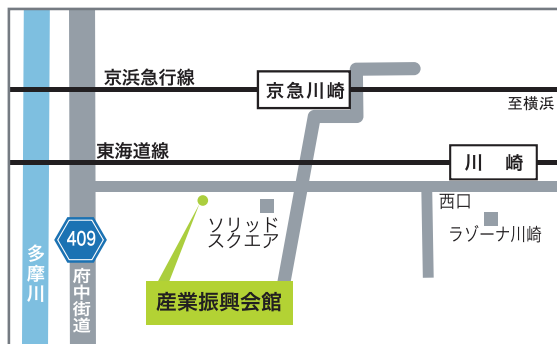 京浜急行線
京急川崎
至横浜
東海道線
川　崎
西口
ソリッド
スクエア
ラゾーナ川崎
409
多摩川
府中街道
産業振興会館